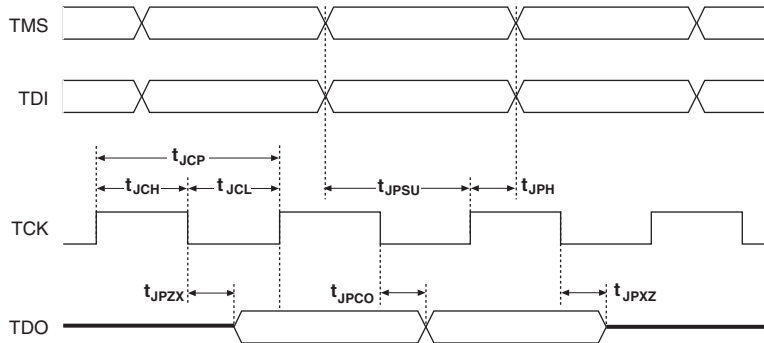 TMS
TDI
tJCP
tJCH tJCL tJPSU tJPH
TCK
tJPZX tJPCO tJPXZ
TDO